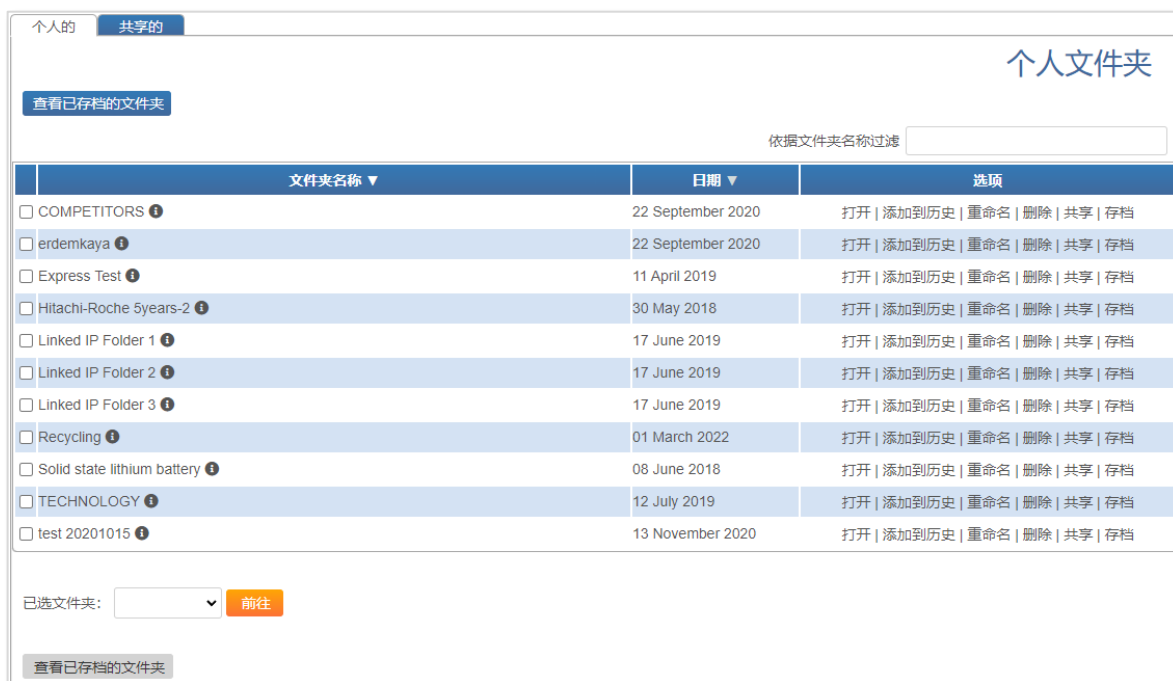 个人的 共享的
个人文件夹
查看已存档的文件夹
依据文件夹名称过滤
文件夹名称 ▼ 日期 ▼ 选项
COMPETITORS 22 September 2020 打开 | 添加到历史 | 重命名 | 删除 | 共享 | 存档
erdemkaya 22 September 2020 打开 | 添加到历史 | 重命名 | 删除 | 共享 | 存档
Express Test 11 April 2019 打开 | 添加到历史 | 重命名 | 删除 | 共享 | 存档
Hitachi-Roche 5years-2 30 May 2018 打开 | 添加到历史 | 重命名 | 删除 | 共享 | 存档
Linked IP Folder 1 17 June 2019 打开 | 添加到历史 | 重命名 | 删除 | 共享 | 存档
Linked IP Folder 2 17 June 2019 打开 | 添加到历史 | 重命名 | 删除 | 共享 | 存档
Linked IP Folder 3 17 June 2019 打开 | 添加到历史 | 重命名 | 删除 | 共享 | 存档
Recycling 01 March 2022 打开 | 添加到历史 | 重命名 | 删除 | 共享 | 存档
Solid state lithium battery 08 June 2018 打开 | 添加到历史 | 重命名 | 删除 | 共享 | 存档
TECHNOLOGY 12 July 2019 打开 | 添加到历史 | 重命名 | 删除 | 共享 | 存档
test 20201015 13 November 2020 打开 | 添加到历史 | 重命名 | 删除 | 共享 | 存档
已选文件夹： 前往
查看已存档的文件夹